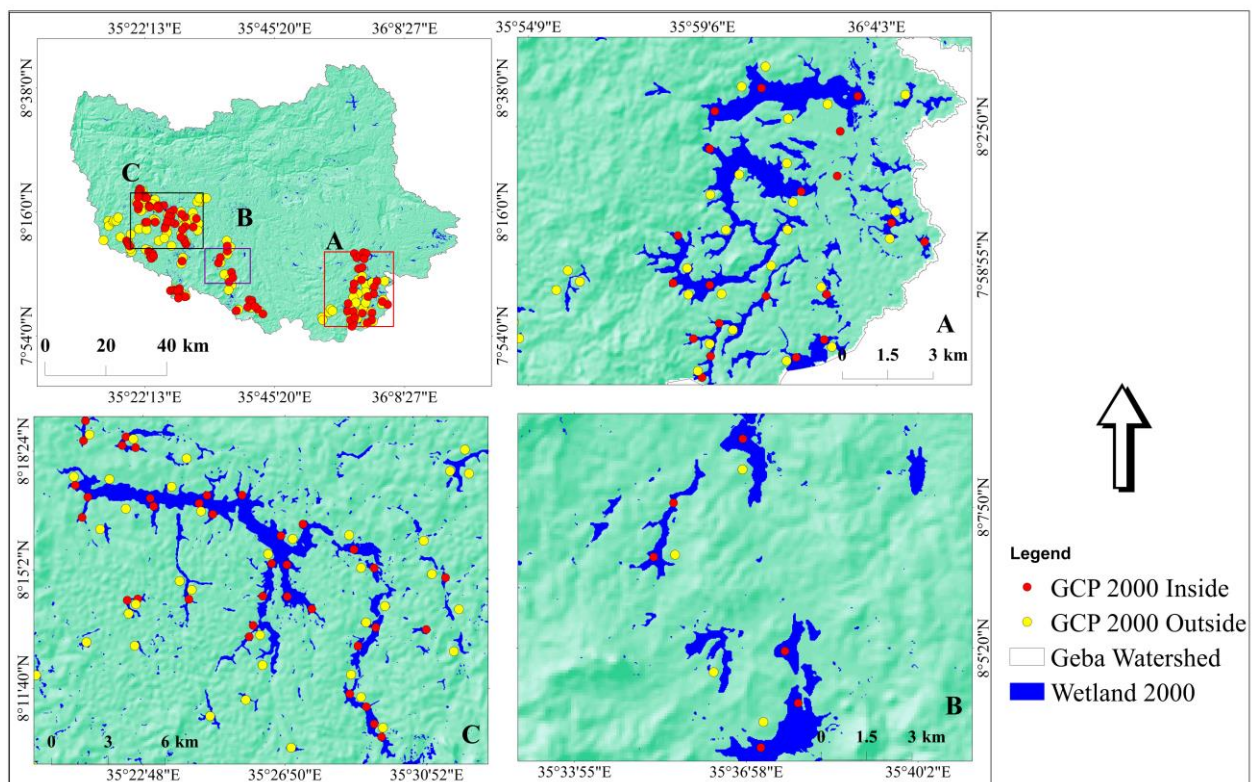 35°22'13"E 35°45'20"E 36°8'27"E
8°38'0"N
8°16'0"N
7°54'0"N
8°38'0"N
8°16'0"N
7°54'0"N
C
B
A
0 20 40 km
35°22'13"E 35°45'20"E 36°8'27"E
35°54'9"E 35°59'6"E 36°4'3"E
8°2'50"N
7°58'55"N
A
0 1.5 3 km
8°18'24"N
8°15'2"N
8°11'40"N
C
0 3 6 km
35°22'48"E 35°26'50"E 35°30'52"E
8°7'50"N
8°5'20"N
B
0 1.5 3 km
35°33'55"E 35°36'58"E 35°40'2"E
Legend
GCP 2000 Inside
GCP 2000 Outside
Geba Watershed
Wetland 2000